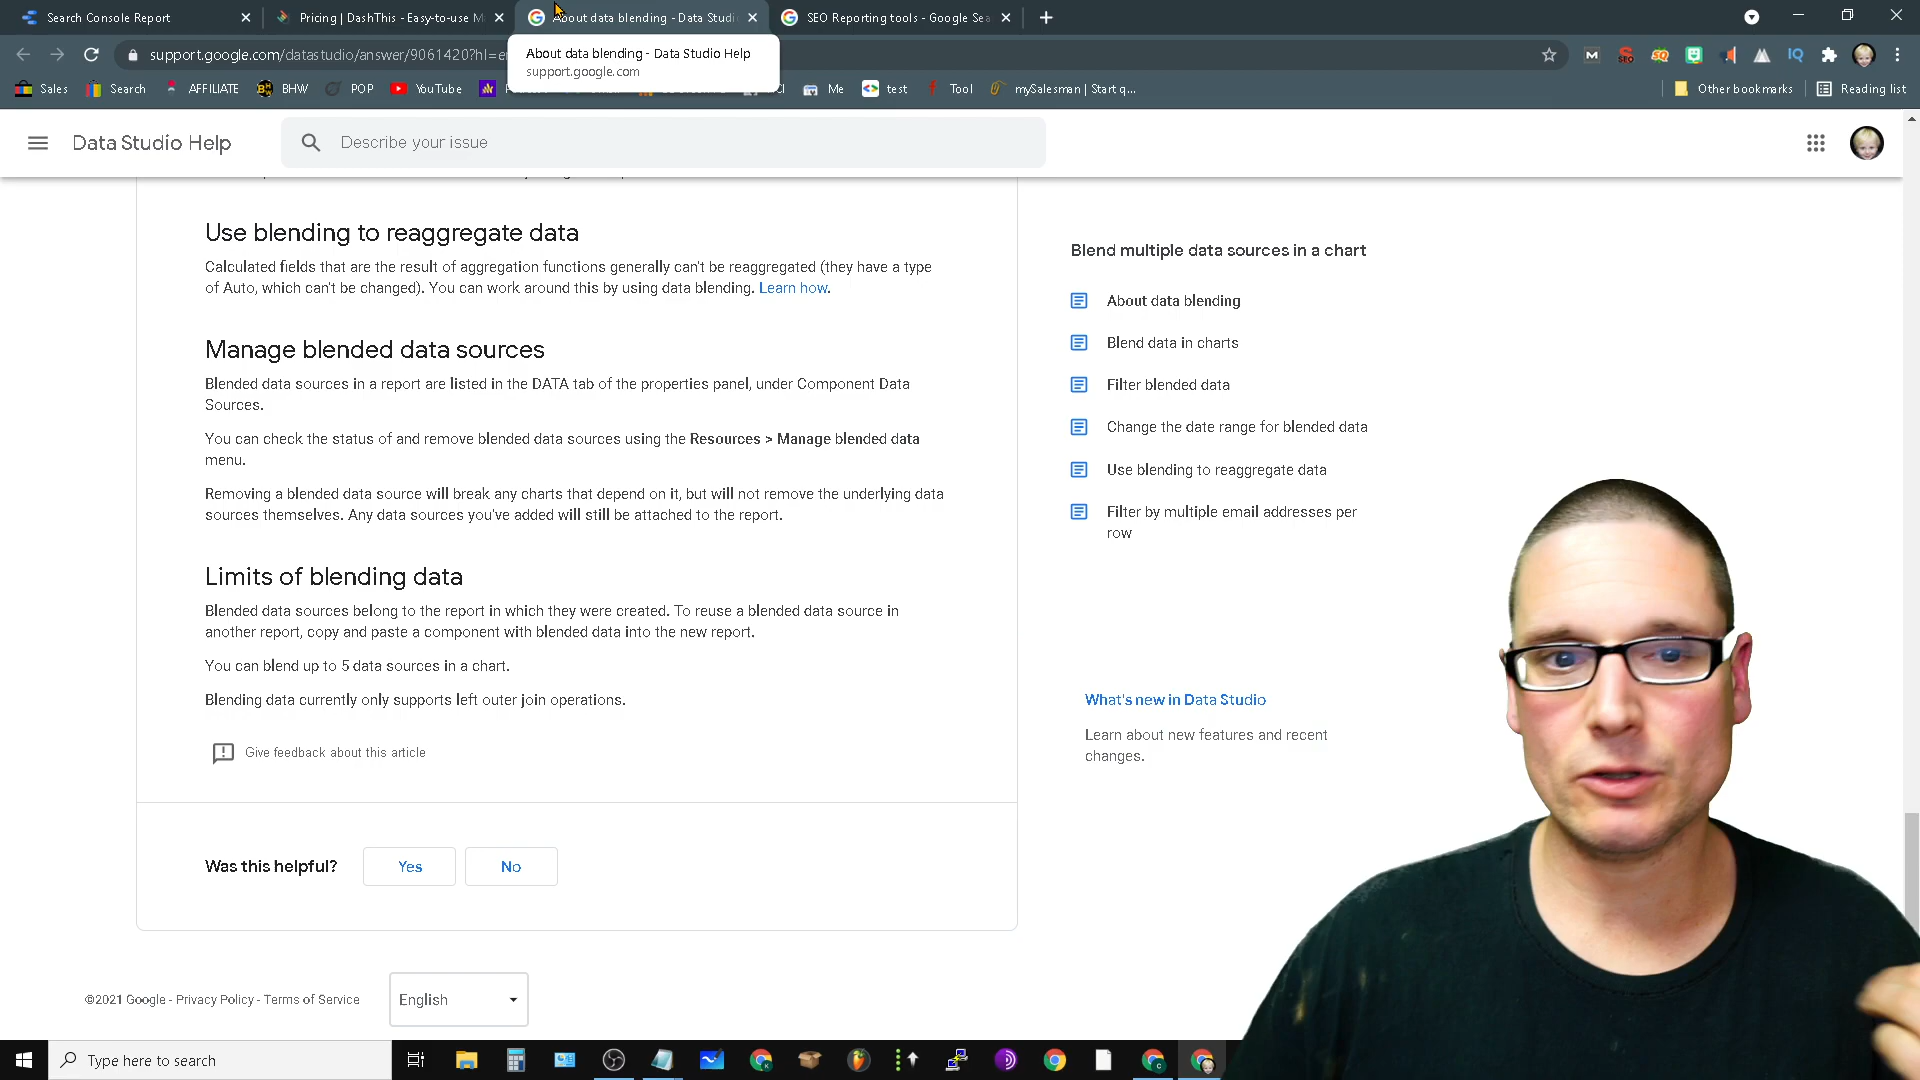 Search Console Report
Pricing | DashThis - Easy-to-use M
About data blending - Data Studi
SEO Reporting tools - Google Sea
support.google.com/datastudio/answer/9061420?hl=e
About data blending - Data Studio Help
support.google.com
Sales
Search
AFFILIATE
BHW
POP
YouTube
Me
test
Tool
mySalesman | Start q...
Other bookmarks
Reading list
Data Studio Help
Describe your issue
Use blending to reaggregate data
Calculated fields that are the result of aggregation functions generally can't be reaggregated (they have a type
of Auto, which can't be changed). You can work around this by using data blending. Learn how.
Manage blended data sources
Blended data sources in a report are listed in the DATA tab of the properties panel, under Component Data
Sources.
You can check the status of and remove blended data sources using the Resources > Manage blended data
menu.
Removing a blended data source will break any charts that depend on it, but will not remove the underlying data
sources themselves. Any data sources you've added will still be attached to the report.
Limits of blending data
Blended data sources belong to the report in which they were created. To reuse a blended data source in
another report, copy and paste a component with blended data into the new report.
You can blend up to 5 data sources in a chart.
Blending data currently only supports left outer join operations.
Give feedback about this article
Was this helpful?
Yes
No
©2021 Google - Privacy Policy - Terms of Service
English
Blend multiple data sources in a chart
About data blending
Blend data in charts
Filter blended data
Change the date range for blended data
Use blending to reaggregate data
Filter by multiple email addresses per
row
What's new in Data Studio
Learn about new features and recent
changes.
Type here to search